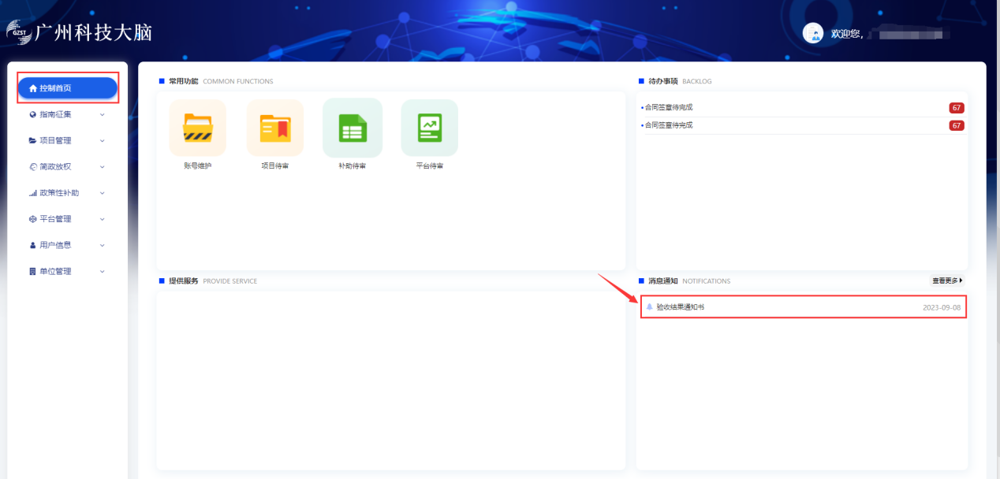 GZST 广州科技大脑
欢迎您,
控制首页
指南征集
项目管理
简政放权
政策性补助
平台管理
用户信息
单位管理
常用功能 COMMON FUNCTIONS
账号维护 项目待审 补助待审 平台待审
待办事项 BACKLOG
合同签章待完成 67
合同签章待完成 67
提供服务 PROVIDE SERVICE
消息通知 NOTIFICATIONS 查看更多
验收结果通知书 2023-09-08